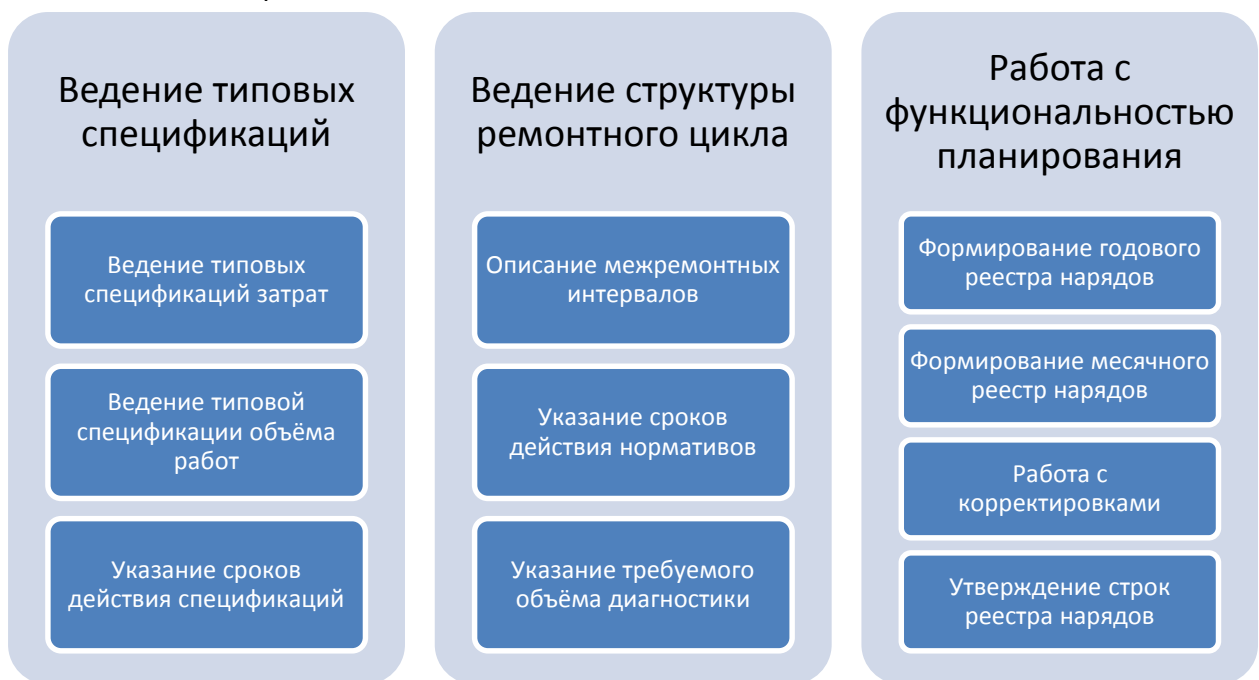 Ведение типовых
спецификаций
Ведение типовых
спецификаций затрат
Ведение типовой
спецификации объёма
работ
Указание сроков
действия спецификаций
Ведение структуры
ремонтного цикла
Описание межремонтных
интервалов
Указание сроков
действия нормативов
Указание требуемого
объёма диагностики
Работа с
функциональностью
планирования
Формирование годового
реестра нарядов
Формирование месячного
реестр нарядов
Работа с
корректировками
Утверждение строк
реестра нарядов